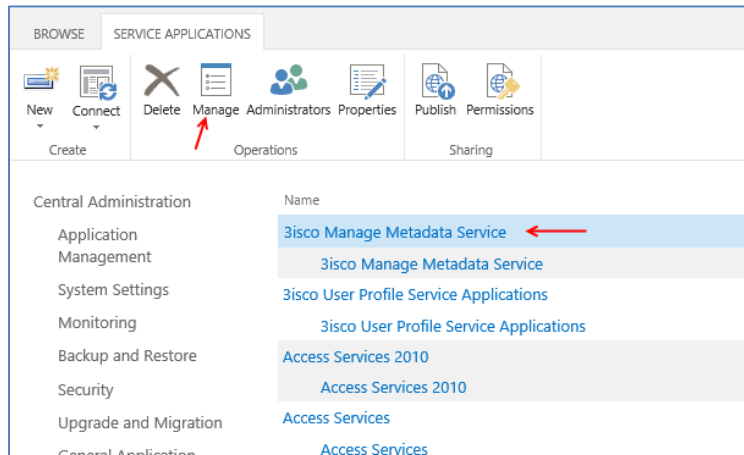 BROWSE SERVICE APPLICATIONS
New Connect Delete Manage Administrators Properties Publish Permissions
Create Operations Sharing
Central Administration
Application
Management
System Settings
Monitoring
Backup and Restore
Security
Upgrade and Migration
General Application
Name
3isco Manage Metadata Service
3isco Manage Metadata Service
3isco User Profile Service Applications
3isco User Profile Service Applications
Access Services 2010
Access Services 2010
Access Services
Access Services